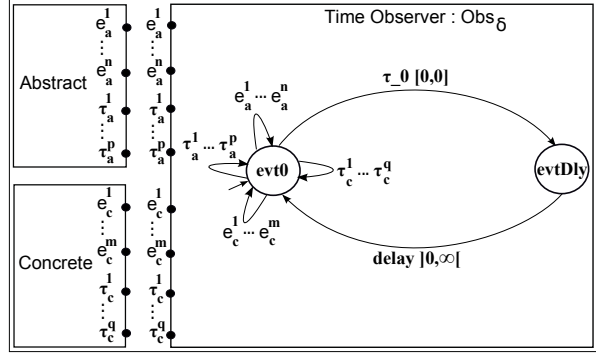 Time Observer : Obs_δ
Abstract
e_a^1
⋮
e_a^n
τ_a^1
⋮
τ_a^p
e_a^1
⋮
e_a^n
τ_a^1
⋮
τ_a^p
Concrete
e_c^1
⋮
e_c^m
τ_c^1
⋮
τ_c^q
e_c^1
⋮
e_c^m
τ_c^1
⋮
τ_c^q
τ_0 [0,0]
e_a^1 ... e_a^n
τ_a^1 ... τ_a^p
evt0
τ_c^1 ... τ_c^q
evtDly
e_c^1 ... e_c^m
delay ]0,∞[